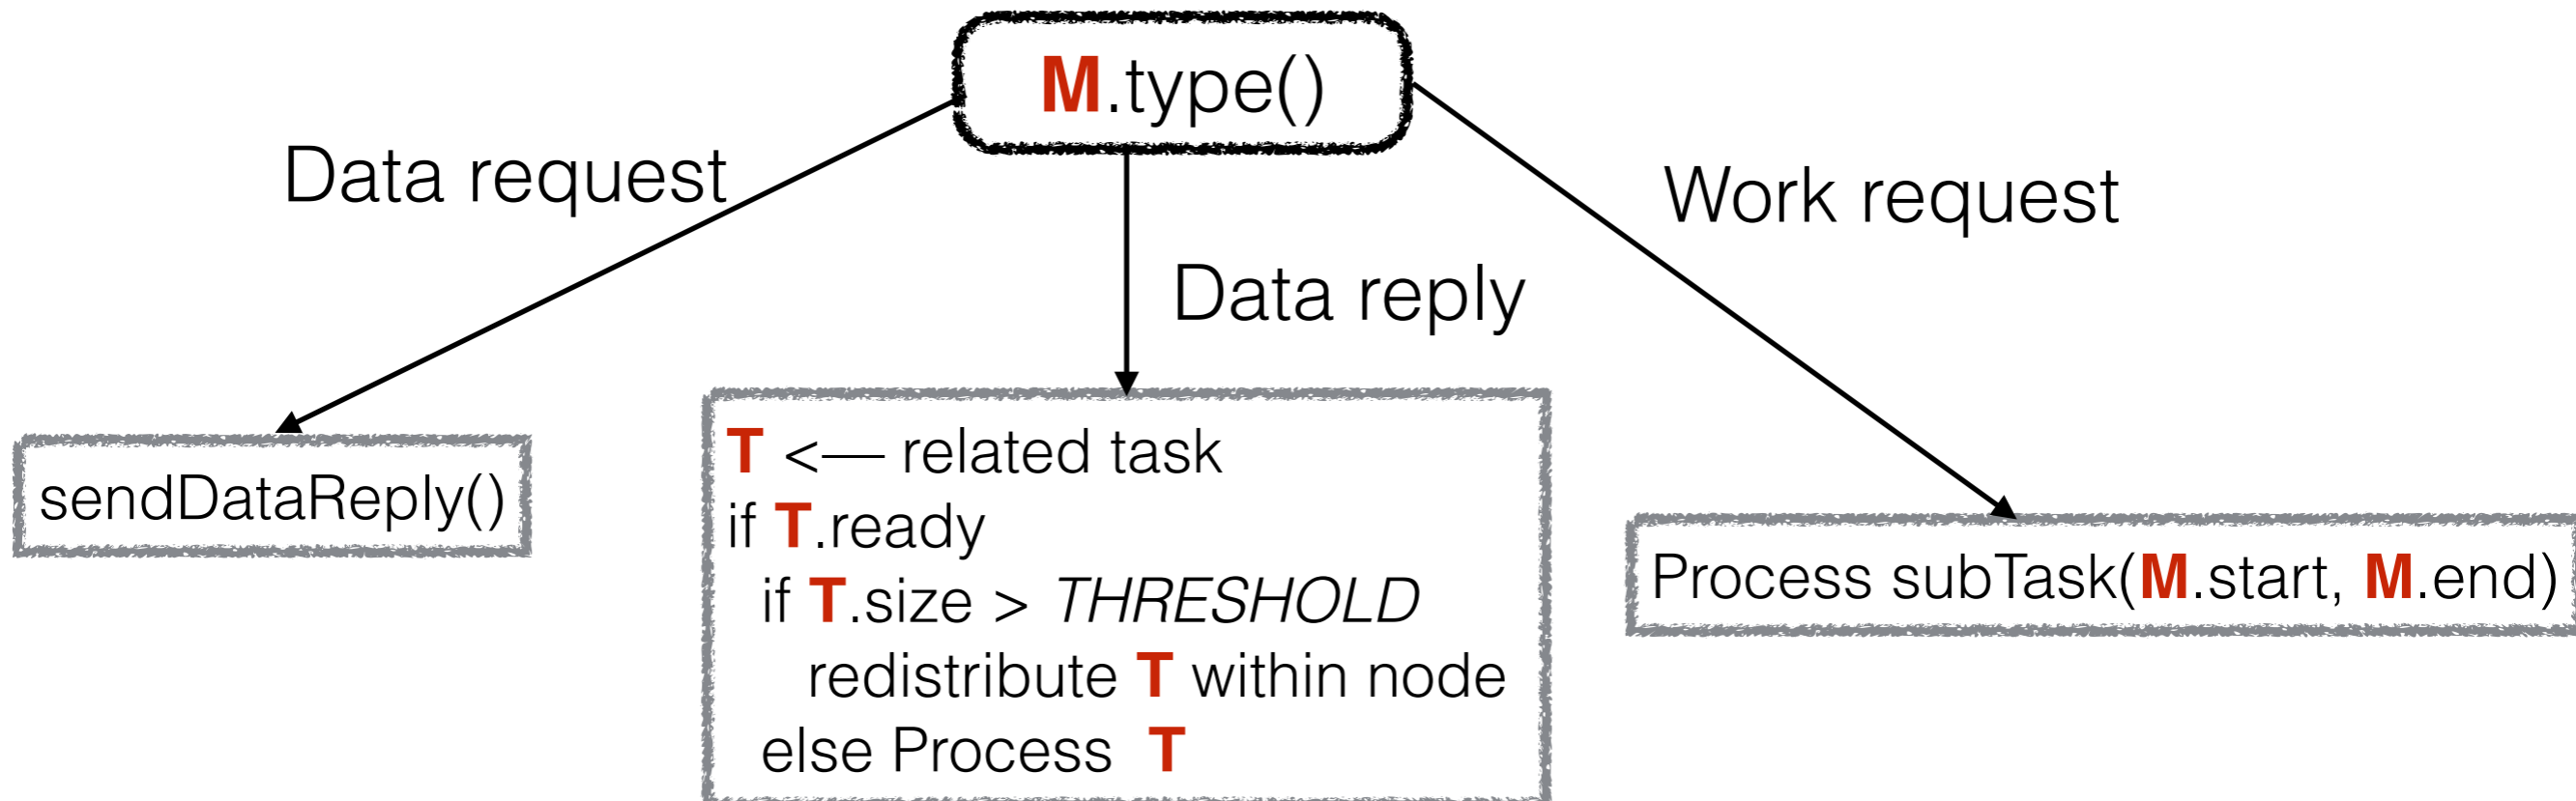 M.type()
Data request
Work request
Data reply
T <— related task
if T.ready
if T.size > THRESHOLD
redistribute T within node
else Process T
sendDataReply()
Process subTask(M.start, M.end)